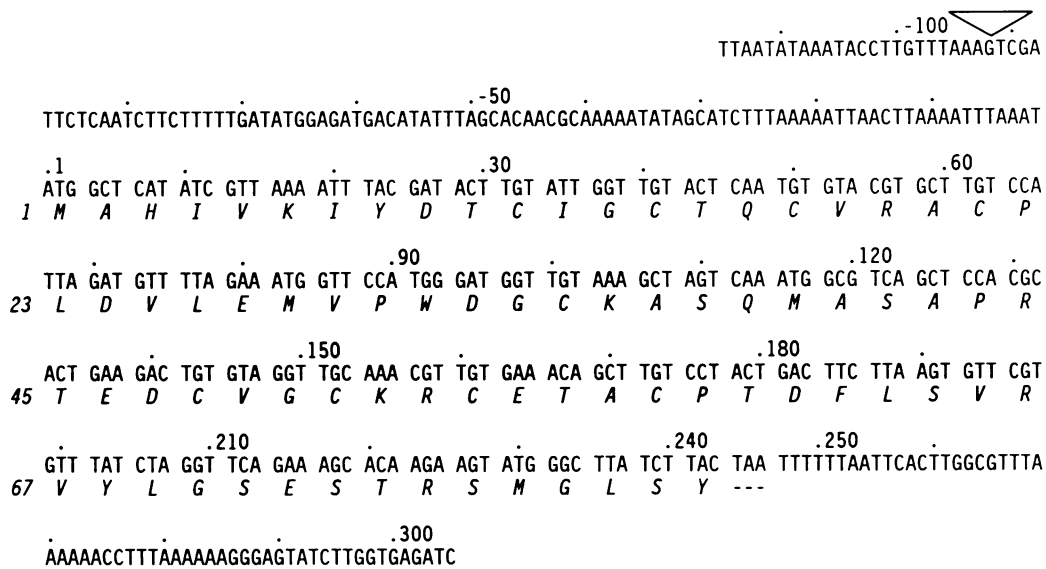 . . -100 .
TTAATATAAATACCTTGTTTAAAGTCGA
. . . . -50 . . . .
TTCTCAATCTTCTTTTTGATATGGAGATGACATATTTAGCACAACGCAAAAATATAGCATCTTTAAAAATTAACTTAAAATTTAAAT
.1 . . .30 . . .60
ATG GCT CAT ATC GTT AAA ATT TAC GAT ACT TGT ATT GGT TGT ACT CAA TGT GTA CGT GCT TGT CCA
1 M A H I V K I Y D T C I G C T Q C V R A C P
. . .90 . . .120 .
TTA GAT GTT TTA GAA ATG GTT CCA TGG GAT GGT TGT AAA GCT AGT CAA ATG GCG TCA GCT CCA CGC
23 L D V L E M V P W D G C K A S Q M A S A P R
. .150 . . .180 .
ACT GAA GAC TGT GTA GGT TGC AAA CGT TGT GAA ACA GCT TGT CCT ACT GAC TTC TTA AGT GTT CGT
45 T E D C V G C K R C E T A C P T D F L S V R
. .210 . . .240 .250 .
GTT TAT CTA GGT TCA GAA AGC ACA AGA AGT ATG GGC TTA TCT TAC TAA TTTTTTAATTCACTTGGCGTTTA
67 V Y L G S E S T R S M G L S Y ---
. . . .300
AAAAACCTTTAAAAAAGGGAGTATCTTGGTGAGATC